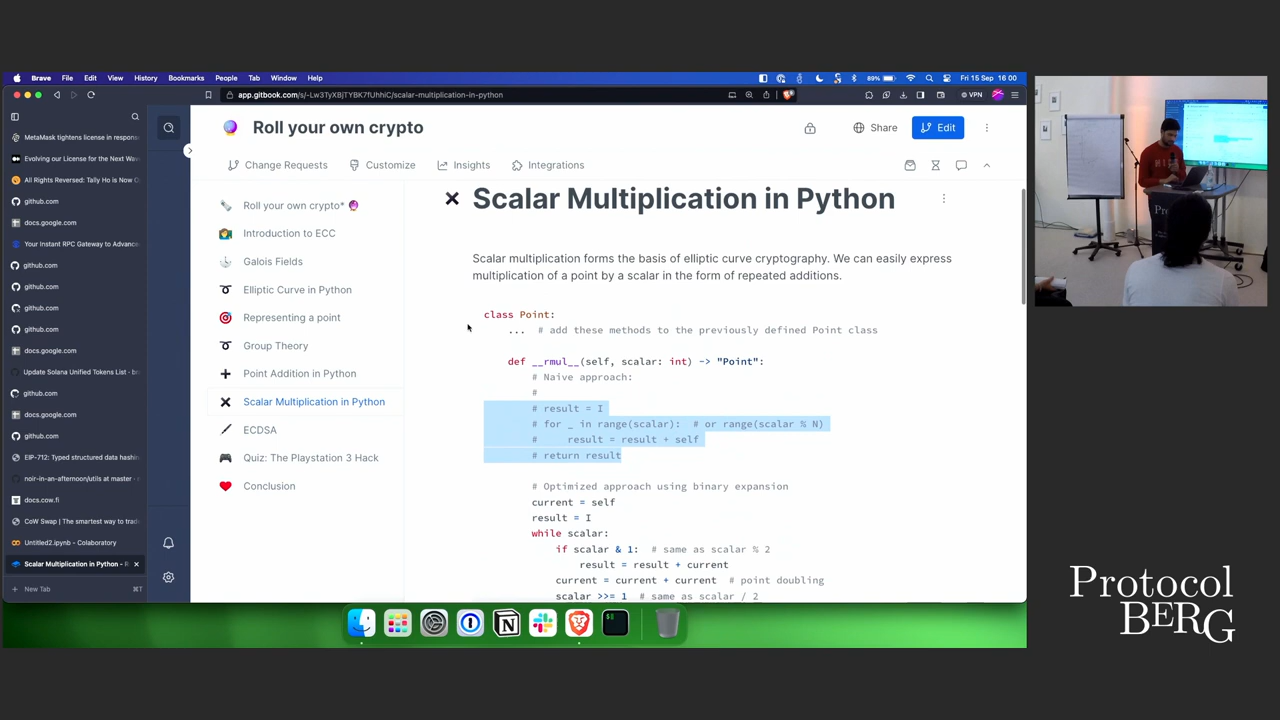 Brave File Edit View History Bookmarks People Tab Window Help
89% Fri 15 Sep 16 00
app.gitbook.com/s/-Lw3TyXBjTYBK7fUhhiC/scalar-multiplication-in-python
VPN
MetaMask tightens license in respons
Evolving our License for the Next Wav
All Rights Reversed: Tally Ho is Now O
github.com
docs.google.com
Your Instant RPC Gateway to Advance
github.com
github.com
github.com
github.com
docs.google.com
Update Solana Unified Tokens List - br
github.com
docs.google.com
github.com
EIP-712: Typed structured data hashin
noir-in-an-afternoon/utils at master ·
docs.cow.fi
CoW Swap | The smartest way to trad
Untitled2.ipynb - Colaboratory
Scalar Multiplication in Python - R
New Tab ⌘T
Roll your own crypto
Share
Edit
Change Requests
Customize
Insights
Integrations
Roll your own crypto*
Introduction to ECC
Galois Fields
Elliptic Curve in Python
Representing a point
Group Theory
Point Addition in Python
Scalar Multiplication in Python
ECDSA
Quiz: The Playstation 3 Hack
Conclusion
Scalar Multiplication in Python
Scalar multiplication forms the basis of elliptic curve cryptography. We can easily express
multiplication of a point by a scalar in the form of repeated additions.
class Point:
... # add these methods to the previously defined Point class
def __rmul__(self, scalar: int) -> "Point":
# Naive approach:
#
# result = I
# for _ in range(scalar): # or range(scalar % N)
# result = result + self
# return result
# Optimized approach using binary expansion
current = self
result = I
while scalar:
if scalar & 1: # same as scalar % 2
result = result + current
current = current + current # point doubling
scalar >>= 1 # same as scalar / 2
Protocol
BERG